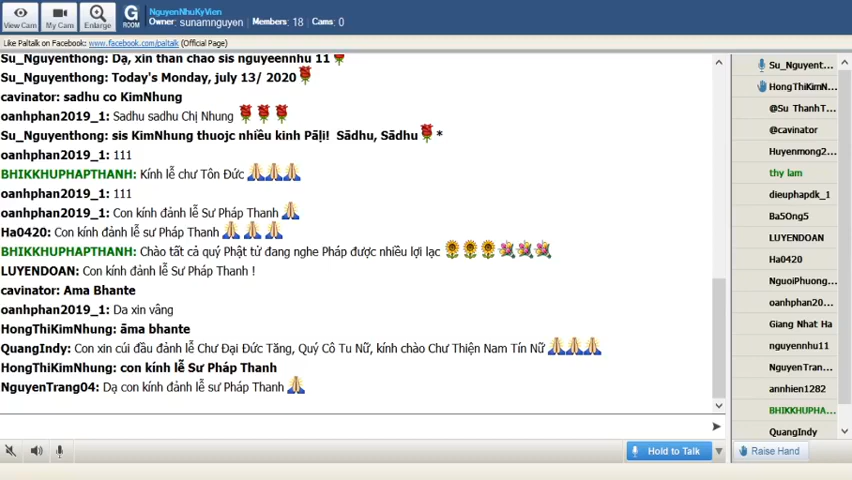 View Cam
My Cam
Enlarge
G
ROOM
NguyenNhuKyVien
Owner: sunamnguyen Members: 18 Cams: 0
Like Paltalk on Facebook: www.facebook.com/paltalk (Official Page)
Su_Nguyenthong: Dạ, xin thân chào sis nguyeennhu 11
Su_Nguyenthong: Today's Monday, july 13/ 2020
cavinator: sadhu co KimNhung
oanhphan2019_1: Sadhu sadhu Chị Nhung
Su_Nguyenthong: sis KimNhung thuojc nhiều kinh Pāḷi! Sādhu, Sādhu *
oanhphan2019_1: 111
BHIKKHUPHAPTHANH: Kính lễ chư Tôn Đức
oanhphan2019_1: 111
oanhphan2019_1: Con kính đảnh lễ Sư Pháp Thanh
Ha0420: Con kính đảnh lễ sư Pháp Thanh
BHIKKHUPHAPTHANH: Chào tất cả quý Phật tử đang nghe Pháp được nhiều lợi lạc
LUYENDOAN: Con kính đảnh lễ Sư Pháp Thanh !
cavinator: Ama Bhante
oanhphan2019_1: Da xin vâng
HongThiKimNhung: āma bhante
QuangIndy: Con xin cúi đầu đảnh lễ Chư Đại Đức Tăng, Quý Cô Tu Nữ, kính chào Chư Thiện Nam Tín Nữ
HongThiKimNhung: con kính lễ Sư Pháp Thanh
NguyenTrang04: Dạ con kính đảnh lễ sư Pháp Thanh
Su_Nguyent...
HongThiKimN...
@Su ThanhT...
@cavinator
Huyenmong2...
thy lam
dieuphapdk_1
Ba5Ong5
LUYENDOAN
Ha0420
NguoiPhuong...
oanhphan20...
Giang Nhat Ha
nguyennhu11
NguyenTran...
annhien1282
BHIKKHUPHA...
QuangIndy
Hold to Talk
Raise Hand